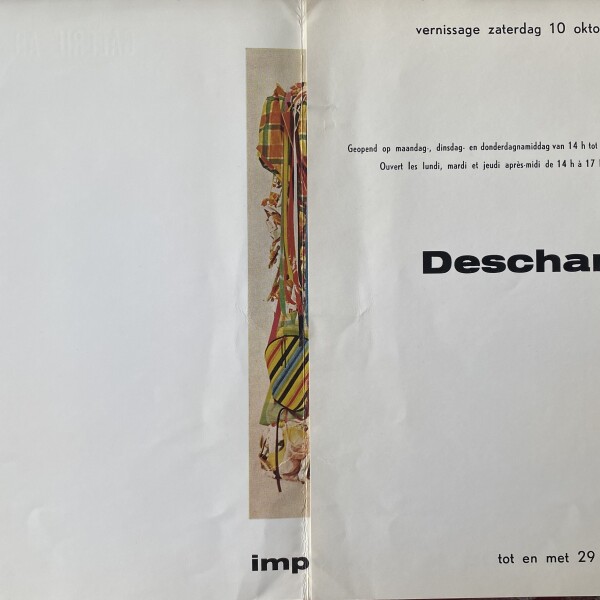 vernissage zaterdag 10 okto
Geopend op maandag-, dinsdag- en donderdagnamiddag van 14 h tot
Ouvert les lundi, mardi et jeudi après-midi de 14 h à 17
Deschar
imp
tot en met 29